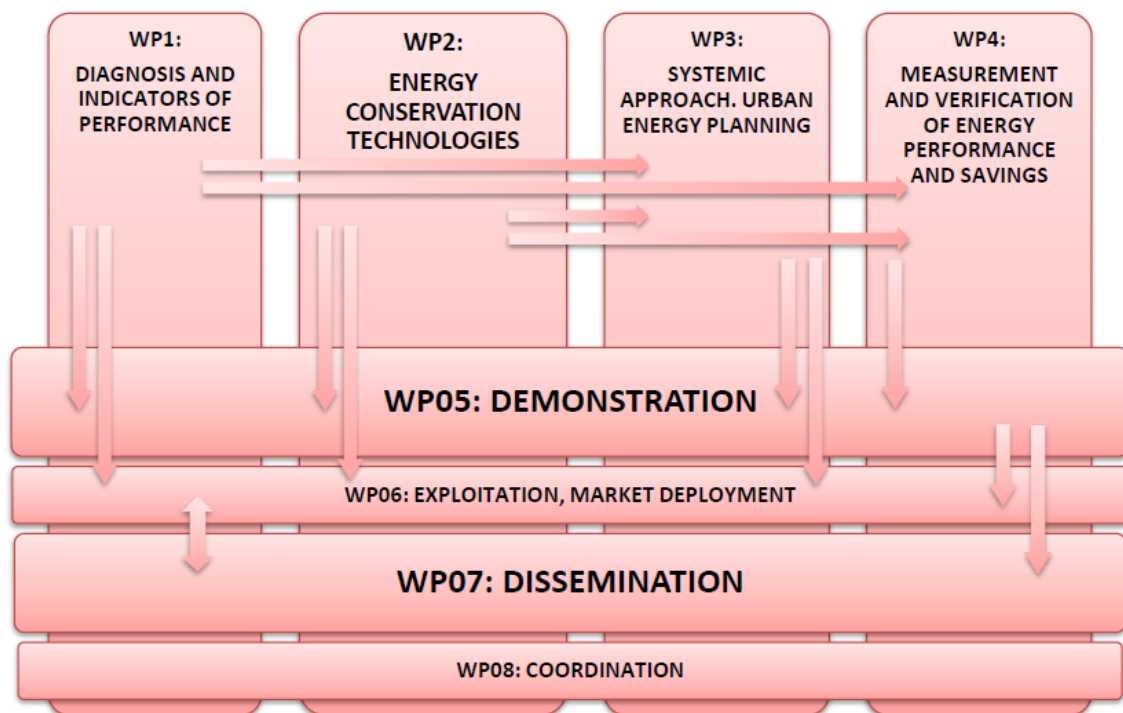 WP1:
DIAGNOSIS AND
INDICATORS OF
PERFORMANCE
WP2:
ENERGY
CONSERVATION
TECHNOLOGIES
WP3:
SYSTEMIC
APPROACH. URBAN
ENERGY PLANNING
WP4:
MEASUREMENT
AND VERIFICATION
OF ENERGY
PERFORMANCE
AND SAVINGS
WP05: DEMONSTRATION
WP06: EXPLOITATION, MARKET DEPLOYMENT
WP07: DISSEMINATION
WP08: COORDINATION